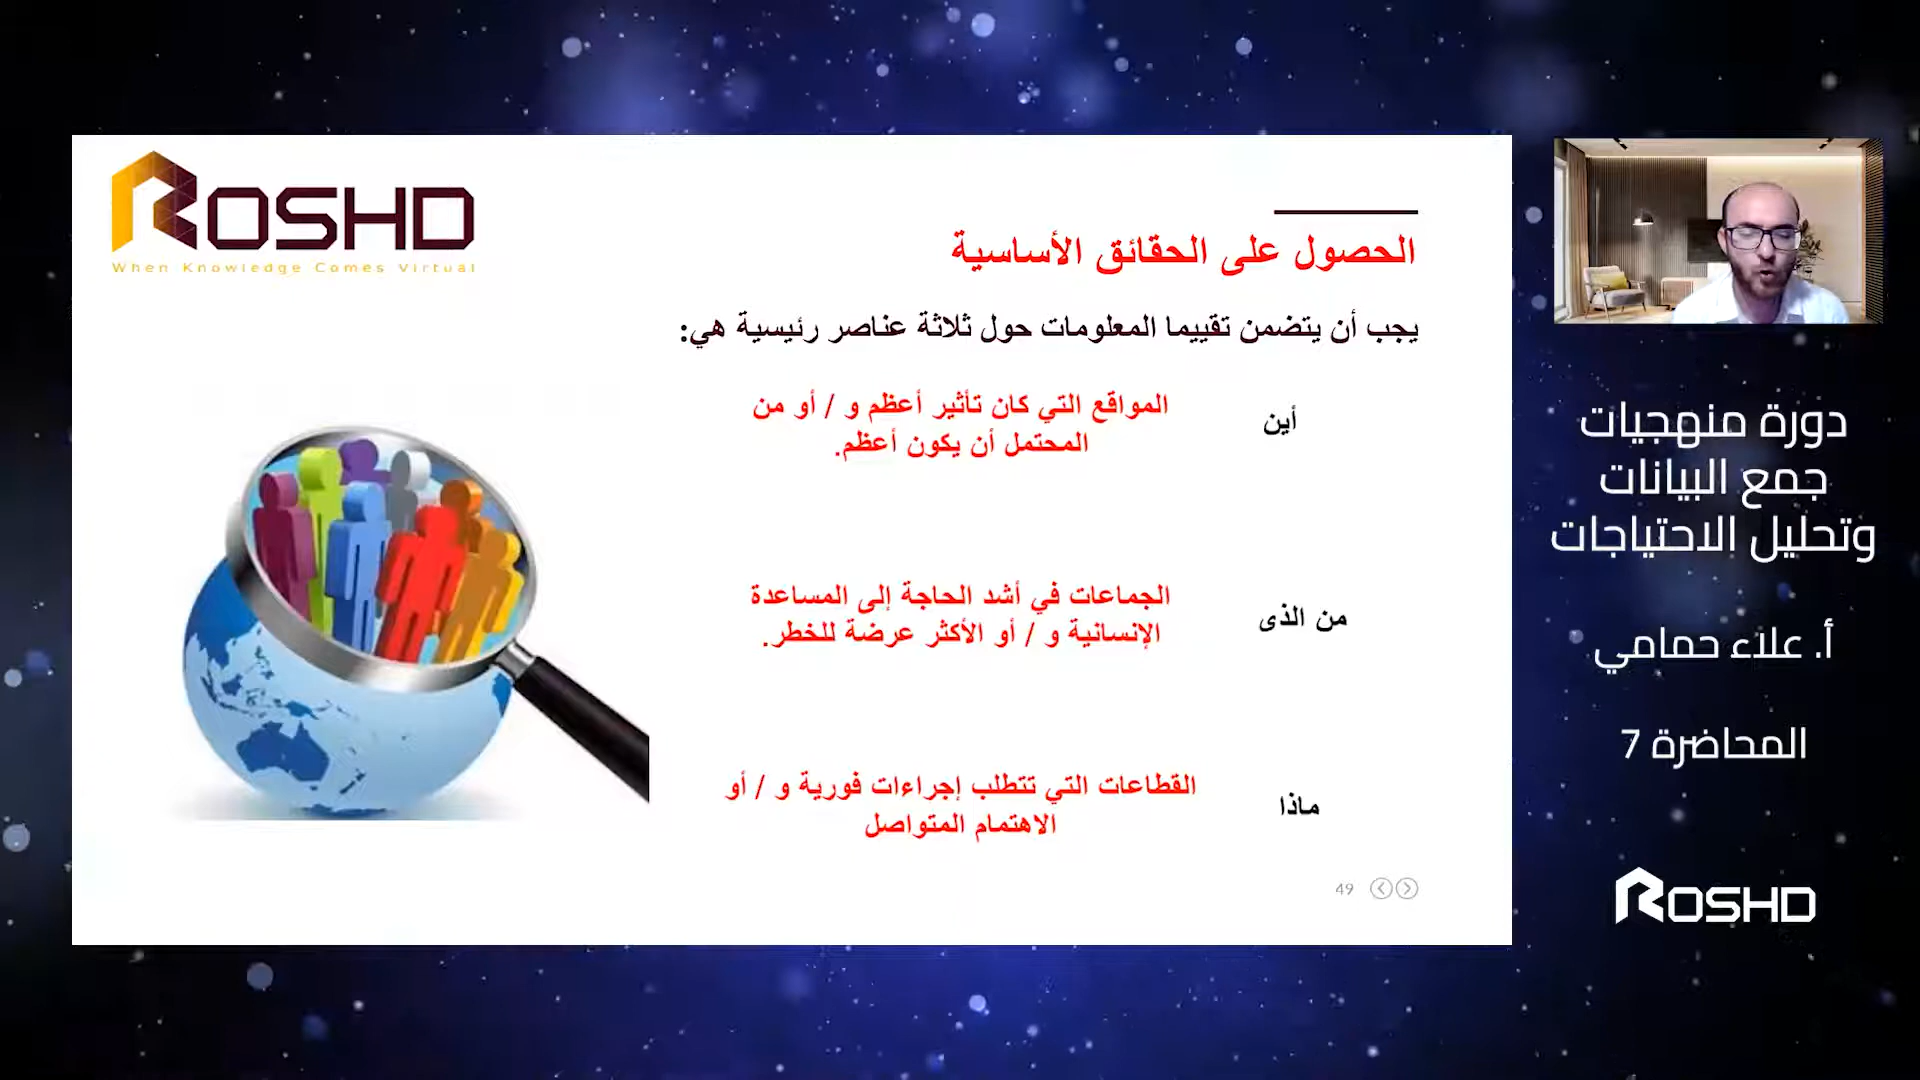 ROSHD
When Knowledge Comes Virtual
الحصول على الحقائق الأساسية
يجب أن يتضمن تقييما المعلومات حول ثلاثة عناصر رئيسية هي:
أين
المواقع التي كان تأثير أعظم و / أو من
المحتمل أن يكون أعظم.
من الذى
الجماعات في أشد الحاجة إلى المساعدة
الإنسانية و / أو الأكثر عرضة للخطر.
ماذا
القطاعات التي تتطلب إجراءات فورية و / أو
الاهتمام المتواصل
49
دورة منهجيات
جمع البيانات
وتحليل الاحتياجات
أ. علاء حمامي
المحاضرة 7
ROSHD